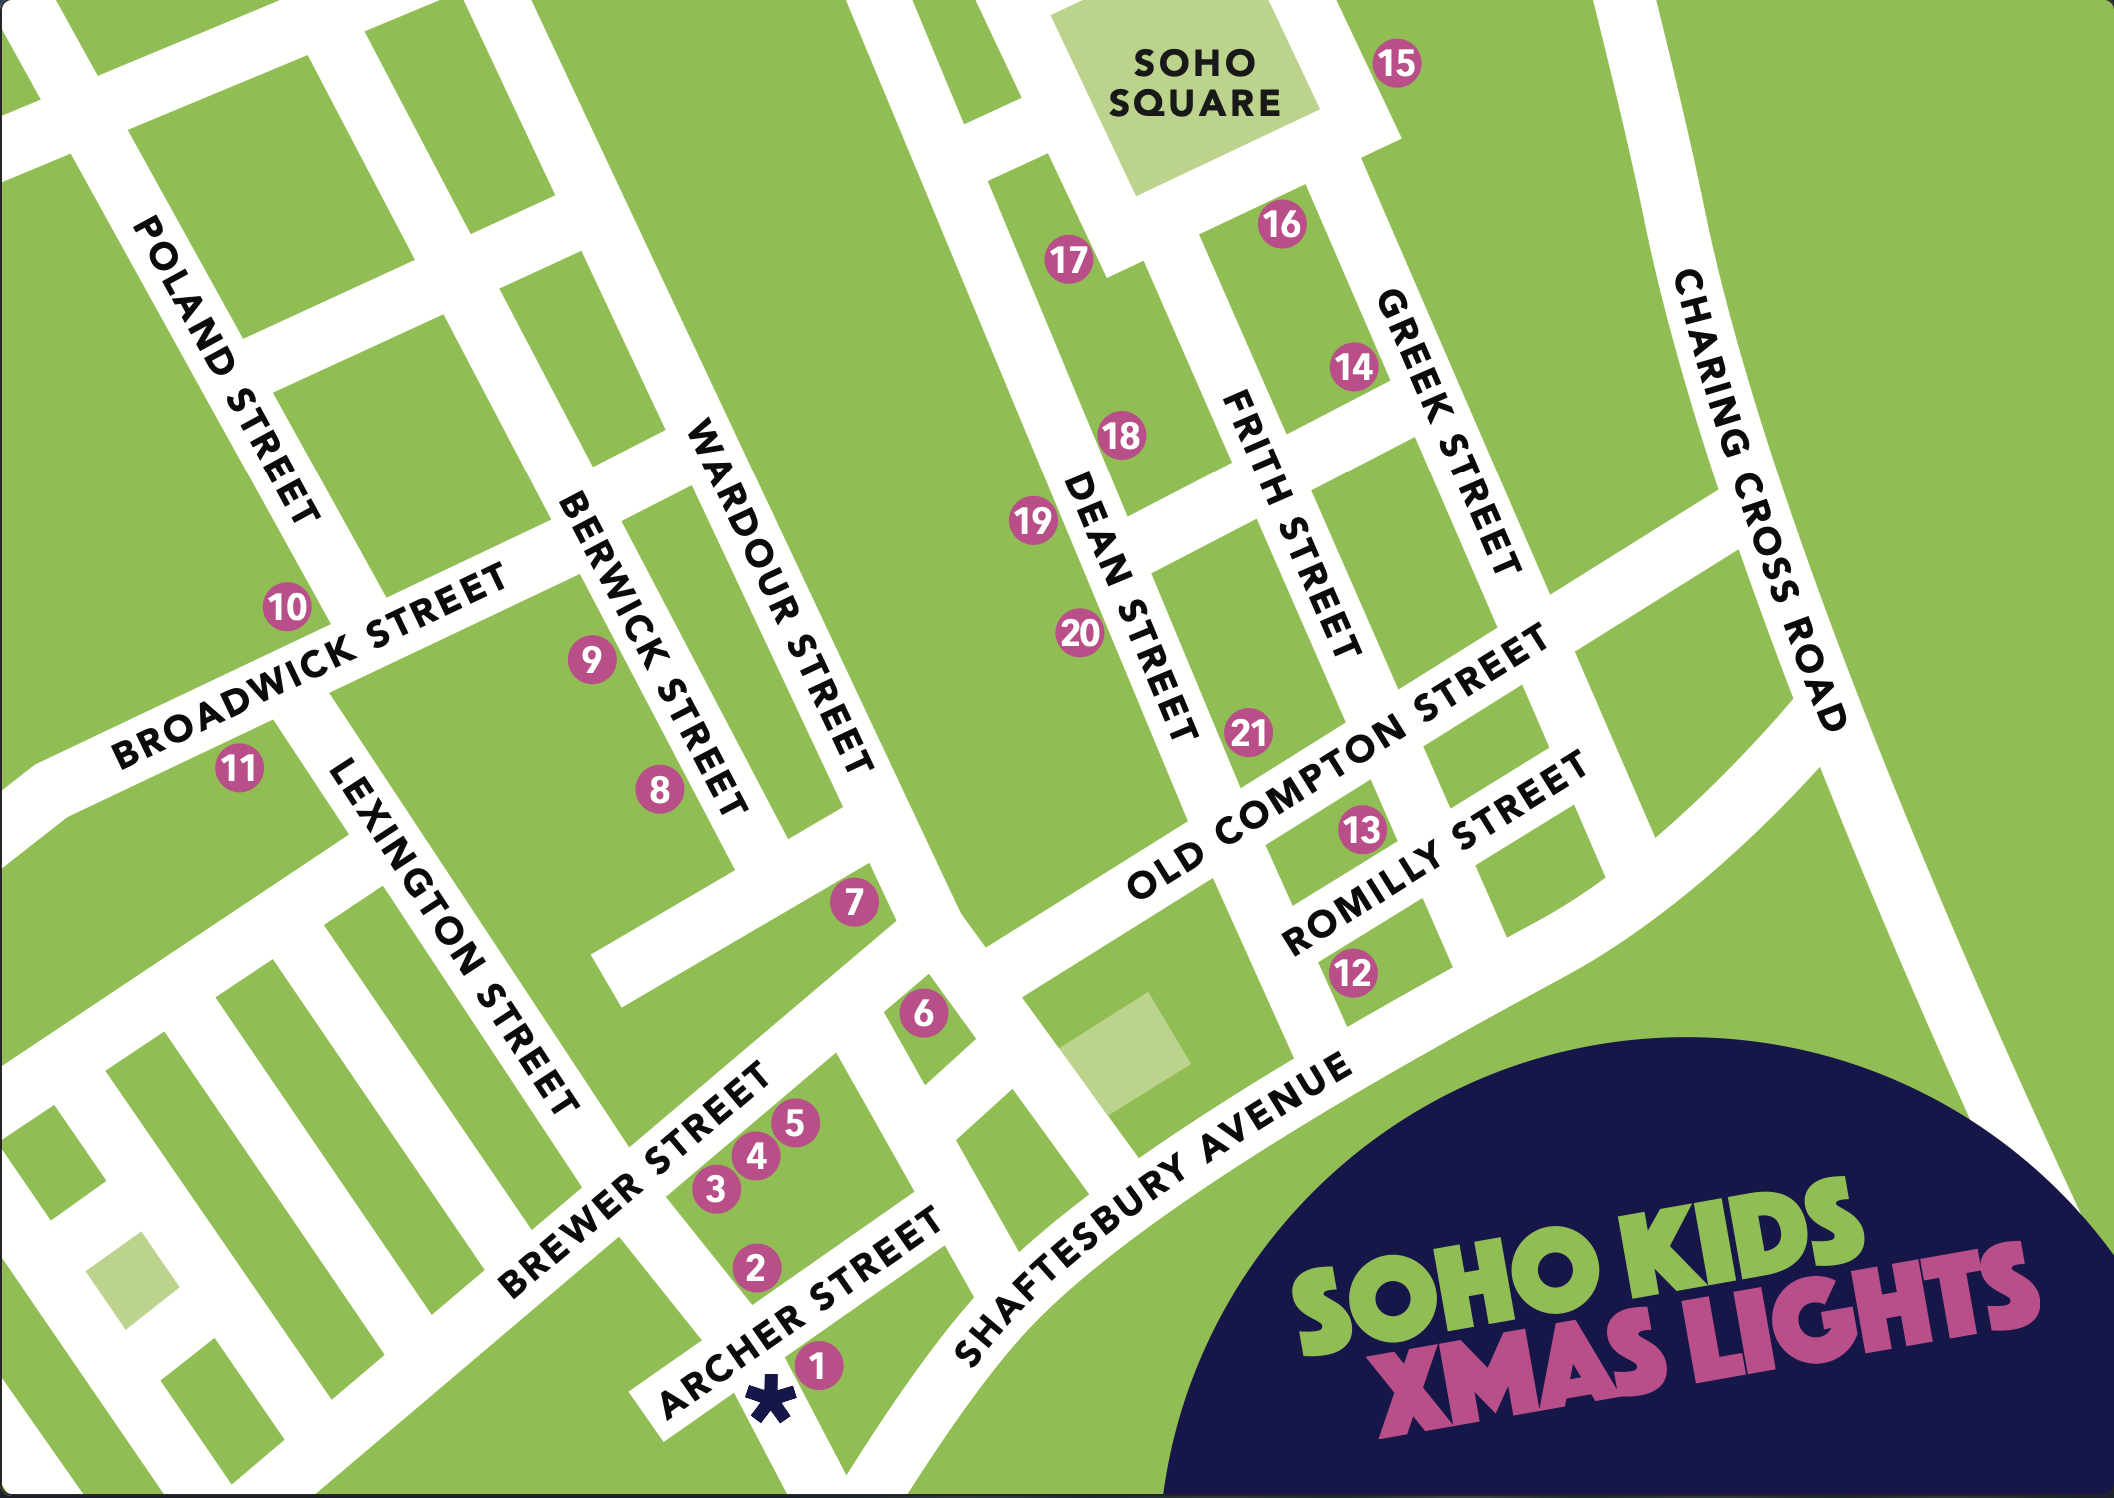 SOHO
SQUARE
15
16
17
14
18
19
20
21
10
11
9
8
7
6
13
12
5
4
3
2
1
*
POLAND STREET
BROADWICK STREET
BERWICK STREET
WARDOUR STREET
LEXINGTON STREET
DEAN STREET
FRITH STREET
GREEK STREET
CHARING CROSS ROAD
OLD COMPTON STREET
ROMILLY STREET
BREWER STREET
ARCHER STREET
SHAFTESBURY AVENUE
SOHO KIDS
XMAS LIGHTS